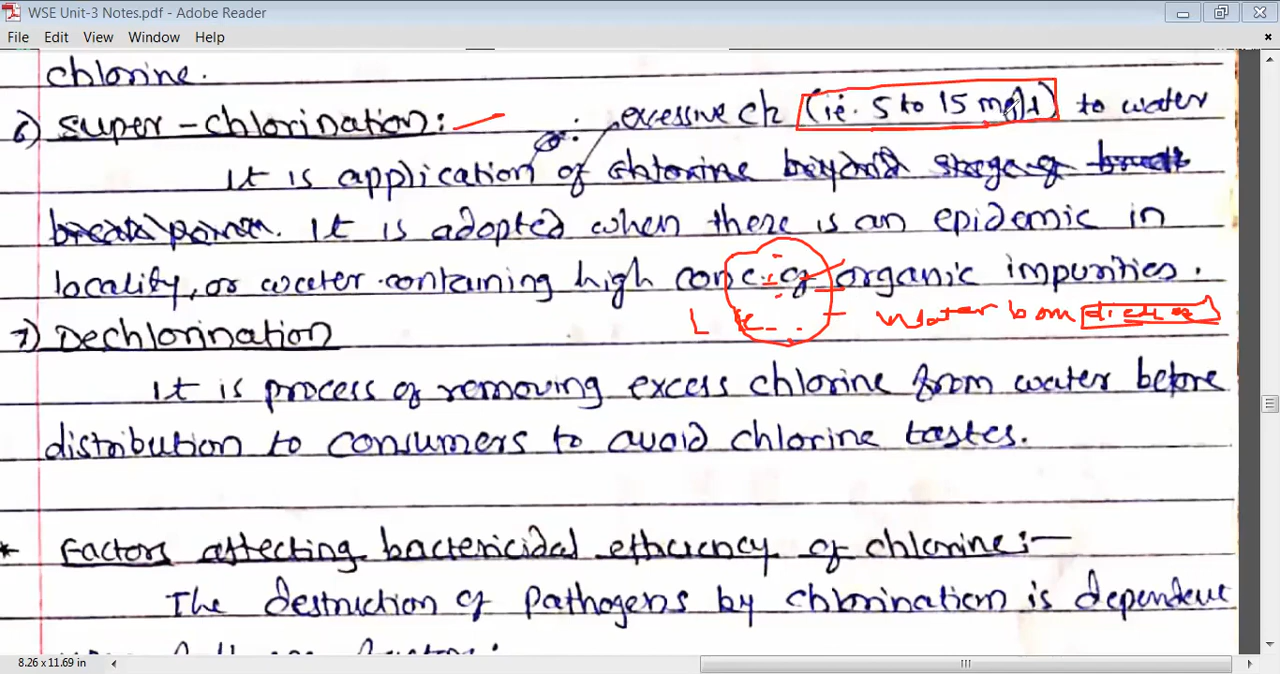 WSE Unit-3 Notes.pdf - Adobe Reader
File Edit View Window Help
chlorine.
6) Super-chlorination:
excessive ch (ie. 5 to 15 mg/l) to water
It is application of chlorine beyond stage of break
break point. It is adopted when there is an epidemic in
locality, or water containing high conc. of organic impurities.
water born
7) Dechlorination
It is process of removing excess chlorine from water before
distribution to consumers to avoid chlorine tastes.
* Factors affecting bactericidal efficiency of chlorine:-
The destruction of pathogens by chlorination is dependent
8.26 x 11.69 in